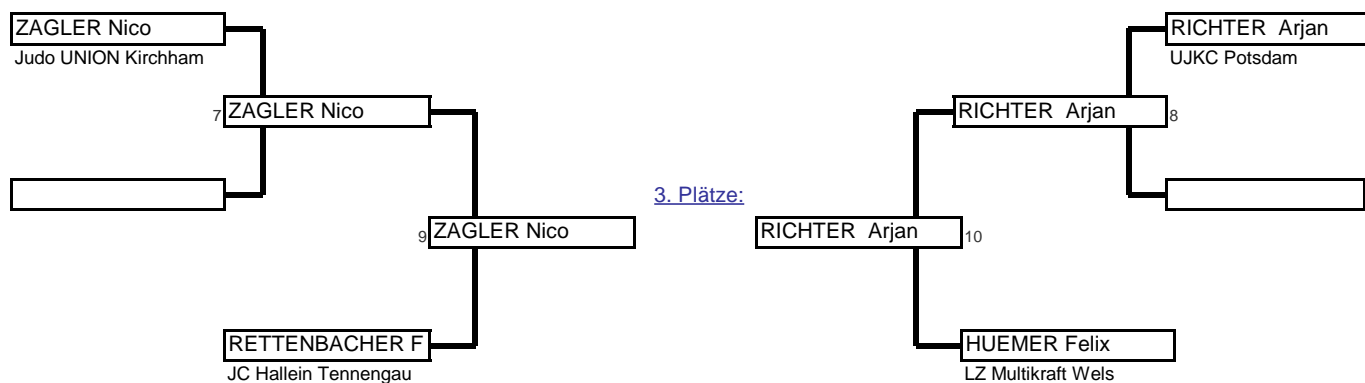 ZAGLER Nico
RICHTER  Arjan
Judo UNION Kirchham
UJKC Potsdam
7
ZAGLER Nico
RICHTER  Arjan
8
3. Plätze:
9
ZAGLER Nico
RICHTER  Arjan
10
RETTENBACHER F
HUEMER Felix
JC Hallein Tennengau
LZ Multikraft Wels